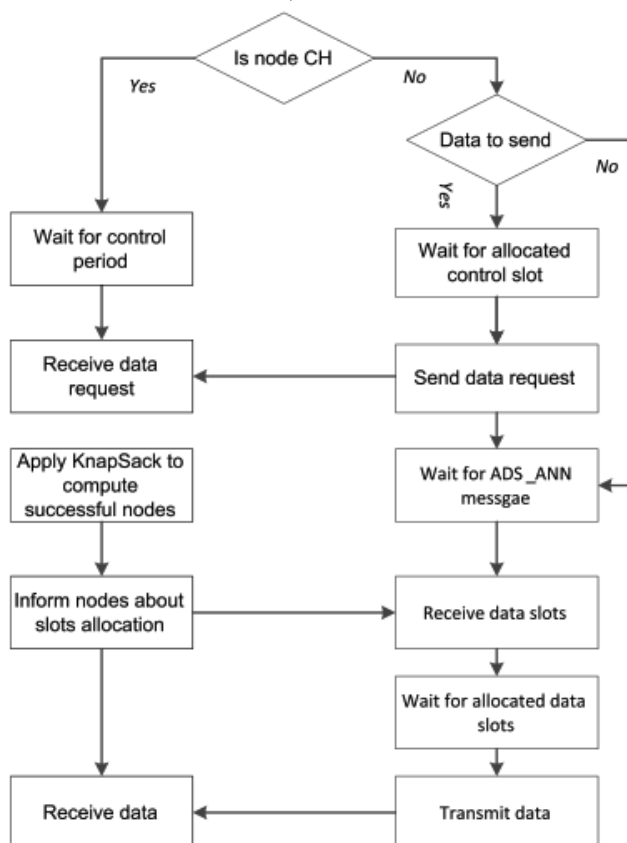 Is node CH
Yes
No
Data to send
No
Yes
Wait for control
period
Wait for allocated
control slot
Receive data
request
Send data request
Apply KnapSack to
compute
successful nodes
Wait for ADS_ANN
messgae
Inform nodes about
slots allocation
Receive data slots
Wait for allocated data
slots
Receive data
Transmit data